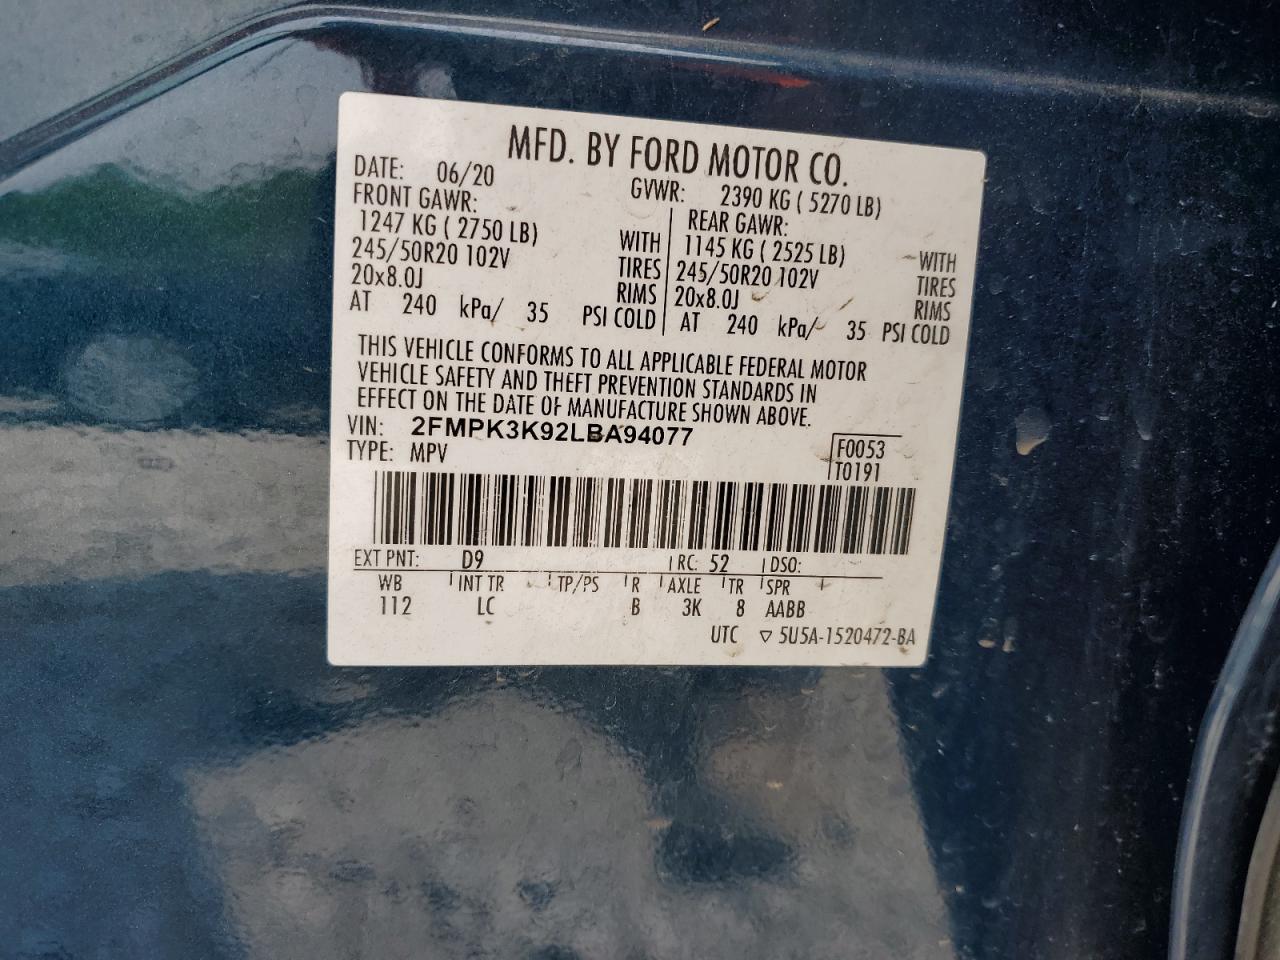 MFD. BY FORD MOTOR CO.
DATE: 06/20 GVWR: 2390 KG ( 5270 LB)
FRONT GAWR: REAR GAWR:
1247 KG ( 2750 LB) WITH 1145 KG ( 2525 LB) WITH
245/50R20 102V TIRES 245/50R20 102V TIRES
20x8.0J RIMS 20x8.0J RIMS
AT 240 kPa/ 35 PSI COLD AT 240 kPa/ 35 PSI COLD
THIS VEHICLE CONFORMS TO ALL APPLICABLE FEDERAL MOTOR
VEHICLE SAFETY AND THEFT PREVENTION STANDARDS IN
EFFECT ON THE DATE OF MANUFACTURE SHOWN ABOVE.
VIN: 2FMPK3K92LBA94077
F0053
TYPE: MPV
T0191
EXT PNT: D9 RC: 52 DSO:
WB INT TR TP/PS R AXLE TR SPR
112 LC B 3K 8 AABB
UTC ▽ 5U5A-1520472-BA